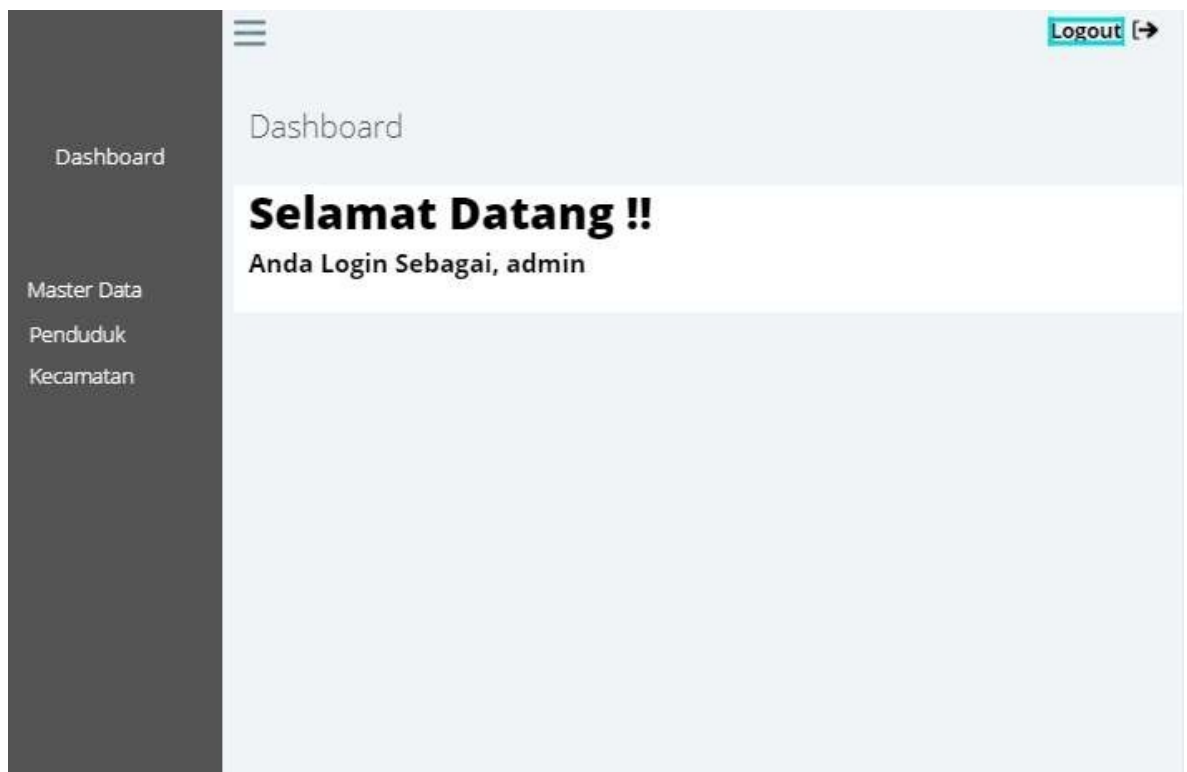 Logout
Dashboard
Dashboard
Selamat Datang !!
Anda Login Sebagai, admin
Master Data
Penduduk
Kecamatan